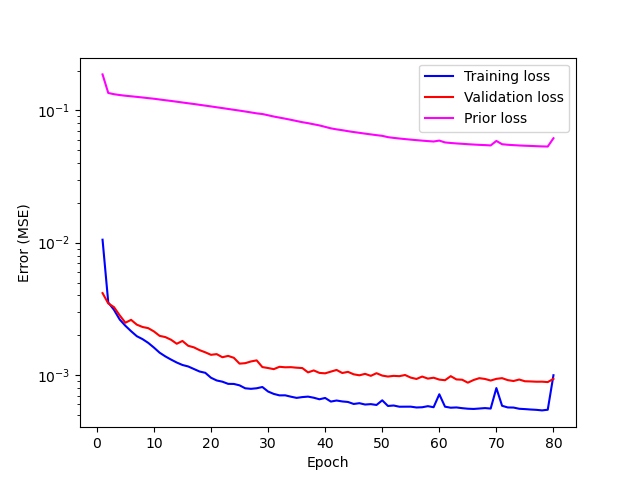 Training loss
Validation loss
Prior loss
10⁻¹
10⁻²
10⁻³
Error (MSE)
0 10 20 30 40 50 60 70 80
Epoch